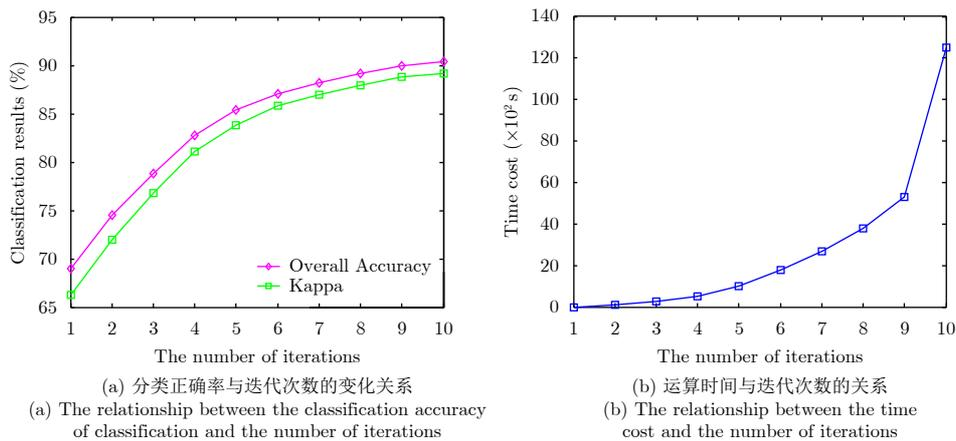 95
90
85
80
75
70
65
Classification results (%)
Overall Accuracy
Kappa
1 2 3 4 5 6 7 8 9 10
The number of iterations
(a) 分类正确率与迭代次数的变化关系
(a) The relationship between the classification accuracy
of classification and the number of iterations
140
120
100
80
60
40
20
0
Time cost (×10² s)
1 2 3 4 5 6 7 8 9 10
The number of iterations
(b) 运算时间与迭代次数的关系
(b) The relationship between the time
cost and the number of iterations